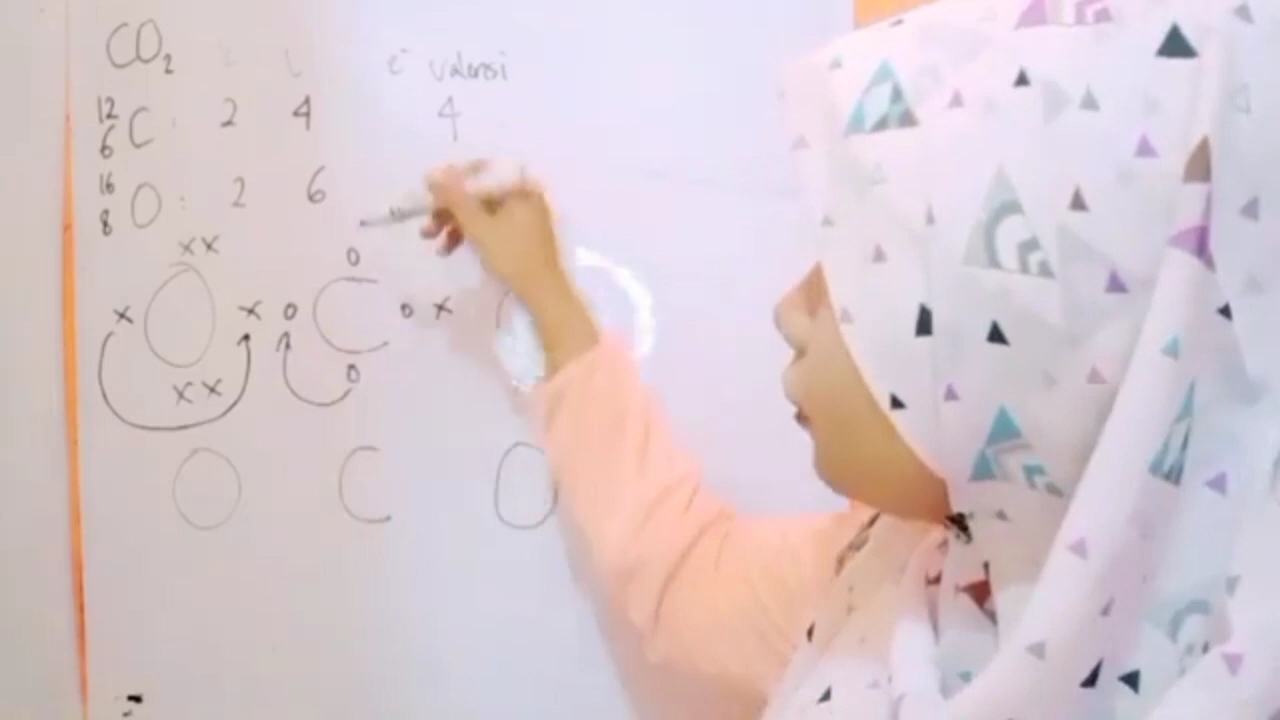 CO₂
e⁻ valensi
12 6 C : 2 4 4
16 8 O : 2 6
x x o
x O x o C o x
x x o
O C O